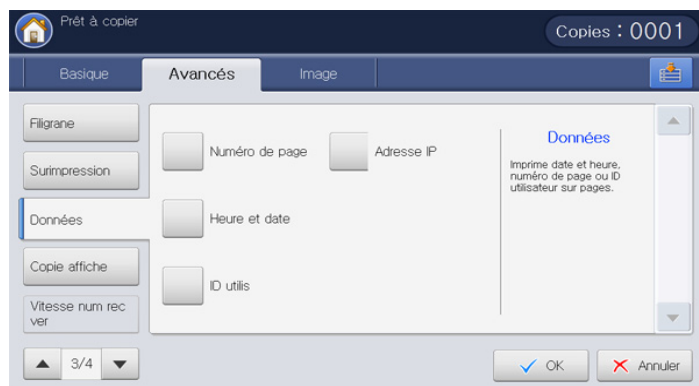 Prêt à copier
Copies : 0001
Basique
Avancés
Image
Filigrane
Surimpression
Données
Copie affiche
Vitesse num rec
ver
3/4
Numéro de page
Adresse IP
Heure et date
ID utilis
Données
Imprime date et heure,
numéro de page ou ID
utilisateur sur pages.
OK
Annuler